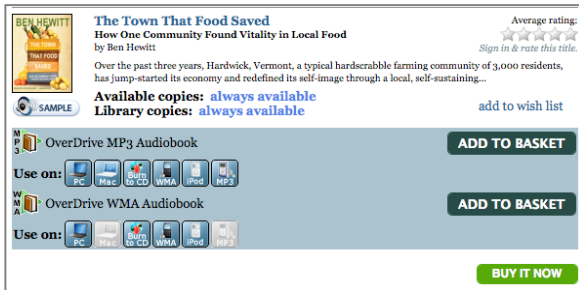 BEN HEWITT
THE TOWN
THAT FOOD
SAVED
The Town That Food Saved
How One Community Found Vitality in Local Food
by Ben Hewitt
Average rating:
Sign in & rate this title.
Over the past three years, Hardwick, Vermont, a typical hardscrabble farming community of 3,000 residents,
has jump-started its economy and redefined its self-image through a local, self-sustaining...
SAMPLE
Available copies: always available
Library copies: always available
add to wish list
MP3
OverDrive MP3 Audiobook
ADD TO BASKET
Use on: PC Mac Burn to CD WMA iPod MP3
WMA
OverDrive WMA Audiobook
ADD TO BASKET
Use on: PC Mac Burn to CD WMA iPod MP3
BUY IT NOW